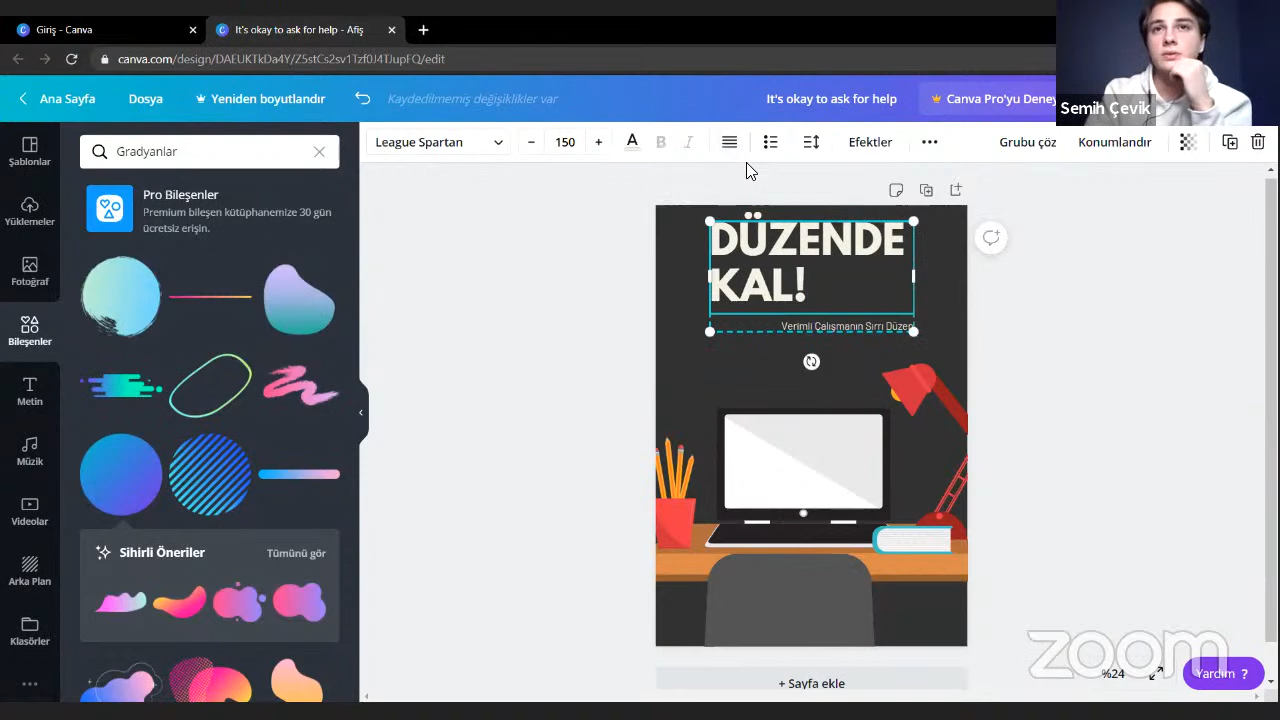 Giriş - Canva
It's okay to ask for help - Afiş
canva.com/design/DAEUKTkDa4Y/Z5stCs2sv1Tzf0J4TJupFQ/edit
Ana Sayfa
Dosya
Yeniden boyutlandır
Kaydedilmemiş değişiklikler var
It's okay to ask for help
Canva Pro'yu Deney
Semih Çevik
League Spartan
150
A
B
I
Efektler
Grubu çöz
Konumlandır
Şablonlar
Yüklemeler
Fotoğraf
Bileşenler
Metin
Müzik
Videolar
Arka Plan
Klasörler
Gradyanlar
Pro Bileşenler
Premium bileşen kütüphanemize 30 gün
ücretsiz erişin.
Sihirli Öneriler
Tümünü gör
DÜZENDE
KAL!
Verimli Çalışmanın Sırrı Düzen
+ Sayfa ekle
zoom
%24
Yardım ?